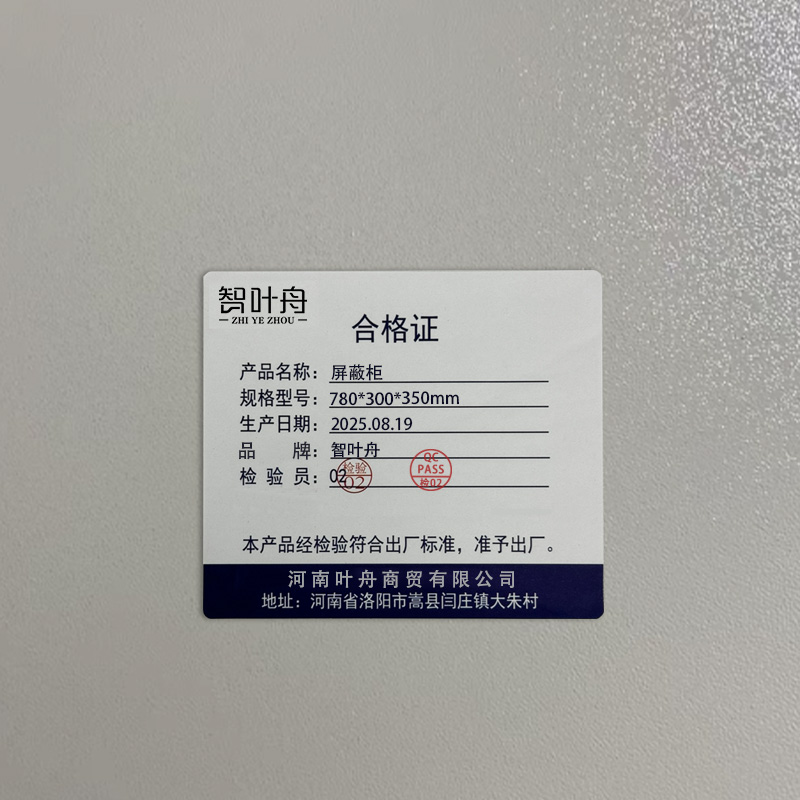 智叶舟
ZHI YE ZHOU
合格证
产品名称：屏蔽柜
规格型号：780*300*350mm
生产日期：2025.08.19
品 牌：智叶舟
检 验 员：02
检验
02
QC
PASS
检02
本产品经检验符合出厂标准，准予出厂。
河南叶舟商贸有限公司
地址：河南省洛阳市嵩县闫庄镇大朱村